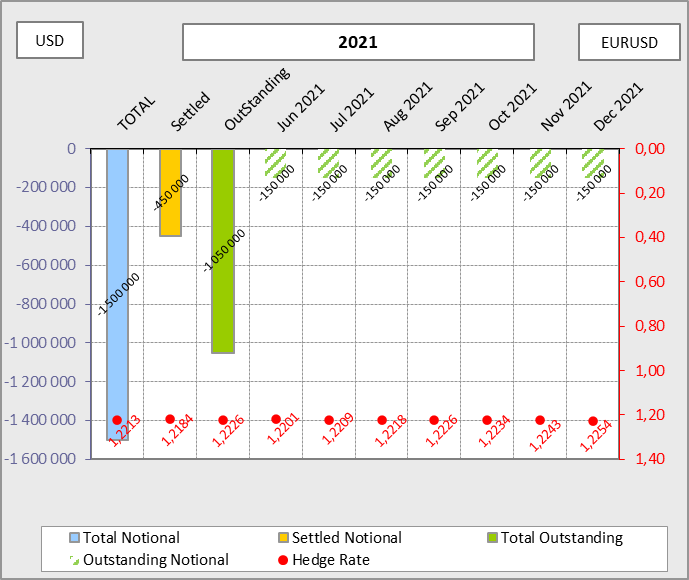 USD
2021
EURUSD
TOTAL
Settled
OutStanding
Jun 2021
Jul 2021
Aug 2021
Sep 2021
Oct 2021
Nov 2021
Dec 2021
0
-200 000
-400 000
-600 000
-800 000
-1 000 000
-1 200 000
-1 400 000
-1 600 000
-1 500 000
-450 000
-1 050 000
-150 000
-150 000
-150 000
-150 000
-150 000
-150 000
-150 000
1,2213
1,2184
1,2226
1,2201
1,2209
1,2218
1,2226
1,2234
1,2243
1,2254
0,00
0,20
0,40
0,60
0,80
1,00
1,20
1,40
Total Notional
Settled Notional
Total Outstanding
Outstanding Notional
Hedge Rate